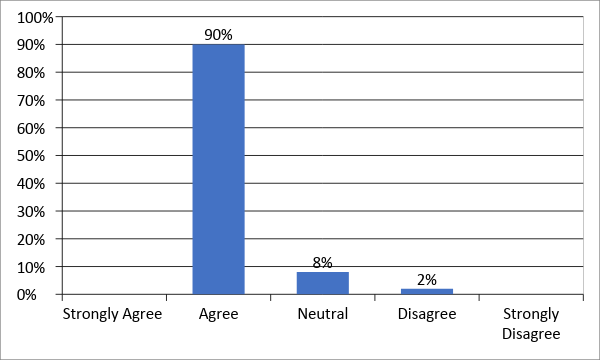 100%
90%
80%
70%
60%
50%
40%
30%
20%
10%
0%
90%
8%
2%
Strongly Agree
Agree
Neutral
Disagree
Strongly
Disagree